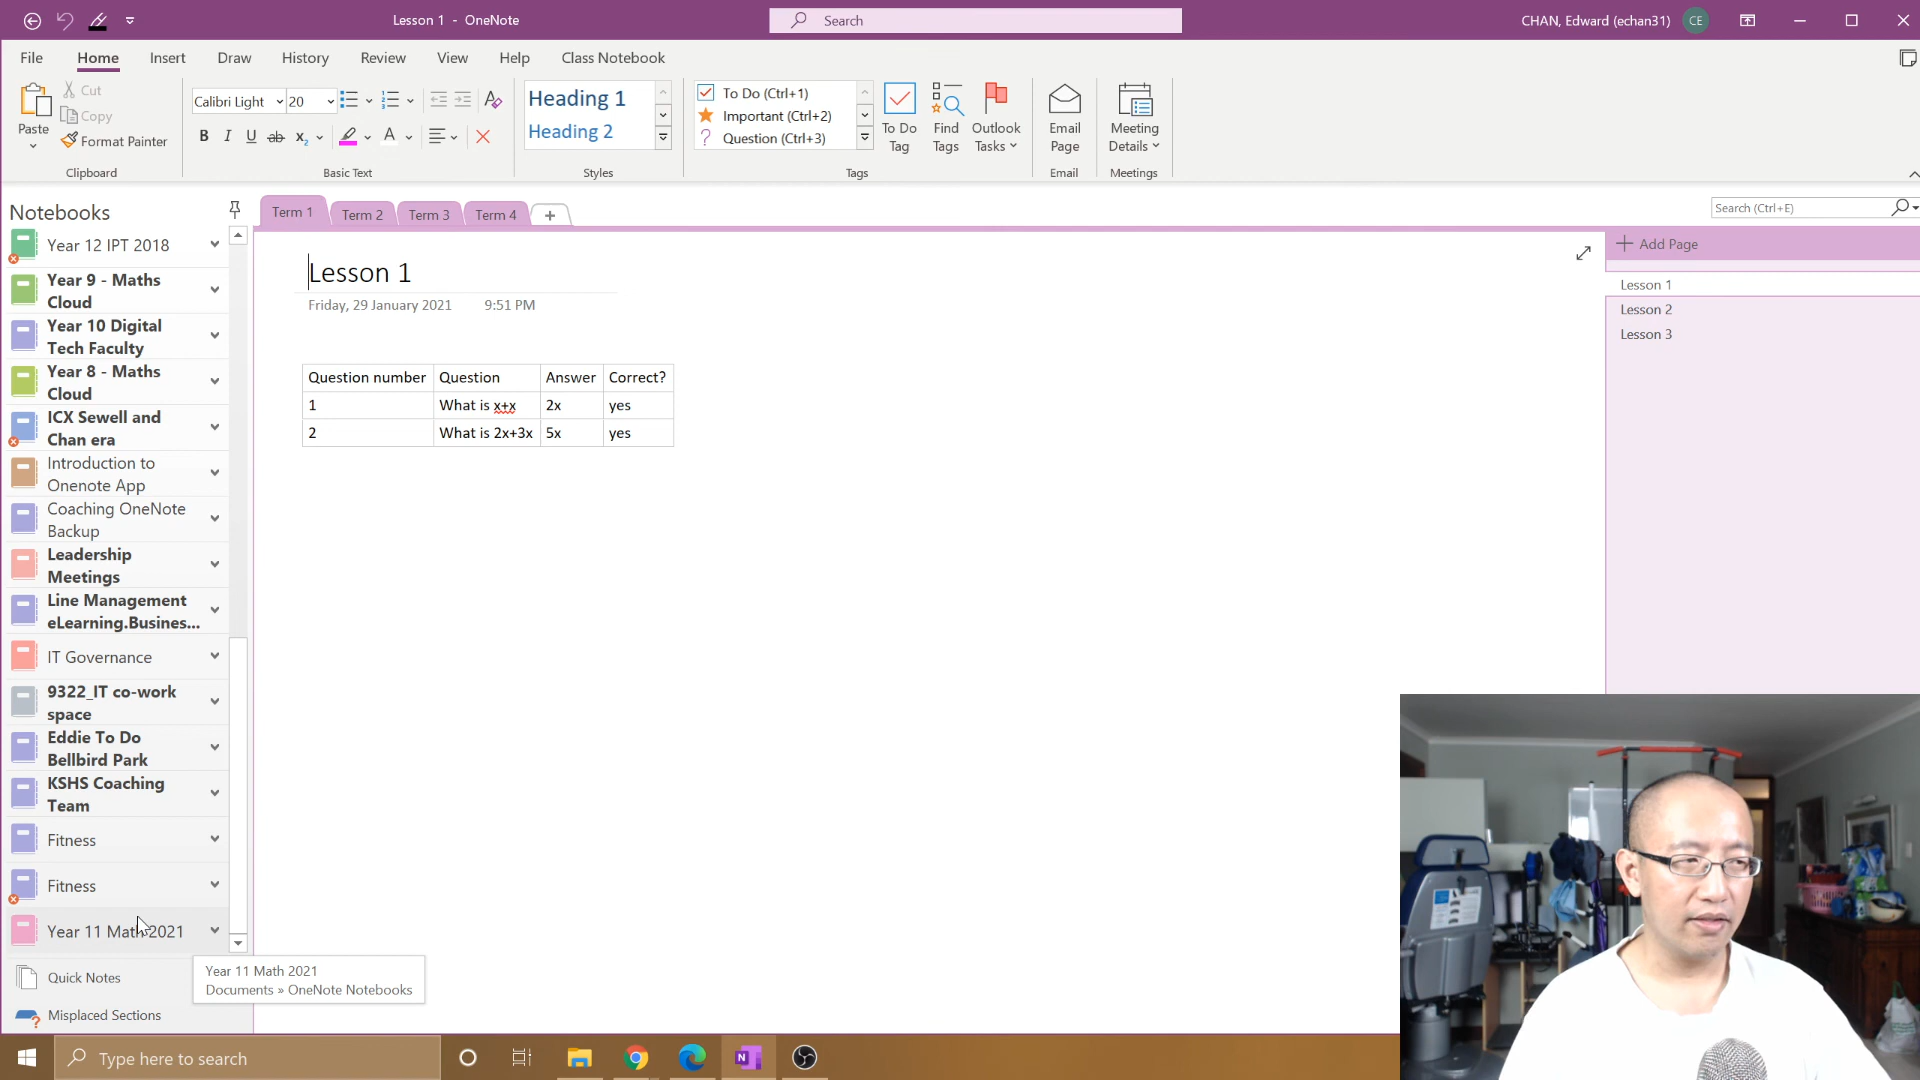 Lesson 1 - OneNote
Search
CHAN, Edward (echan31)
CE
File
Home
Insert
Draw
History
Review
View
Help
Class Notebook
Paste
Cut
Copy
Format Painter
Clipboard
Calibri Light
20
Basic Text
Heading 1
Heading 2
Styles
To Do (Ctrl+1)
Important (Ctrl+2)
Question (Ctrl+3)
Tags
To Do
Tag
Find
Tags
Outlook
Tasks
Email
Page
Email
Meeting
Details
Meetings
Notebooks
Year 12 IPT 2018
Year 9 - Maths
Cloud
Year 10 Digital
Tech Faculty
Year 8 - Maths
Cloud
ICX Sewell and
Chan era
Introduction to
Onenote App
Coaching OneNote
Backup
Leadership
Meetings
Line Management
eLearning.Busines...
IT Governance
9322_IT co-work
space
Eddie To Do
Bellbird Park
KSHS Coaching
Team
Fitness
Fitness
Year 11 Math 2021
Quick Notes
Misplaced Sections
Year 11 Math 2021
Documents » OneNote Notebooks
Term 1
Term 2
Term 3
Term 4
Search (Ctrl+E)
Lesson 1
Friday, 29 January 2021 9:51 PM
Question number Question Answer Correct?
1 What is x+x 2x yes
2 What is 2x+3x 5x yes
Add Page
Lesson 1
Lesson 2
Lesson 3
Type here to search